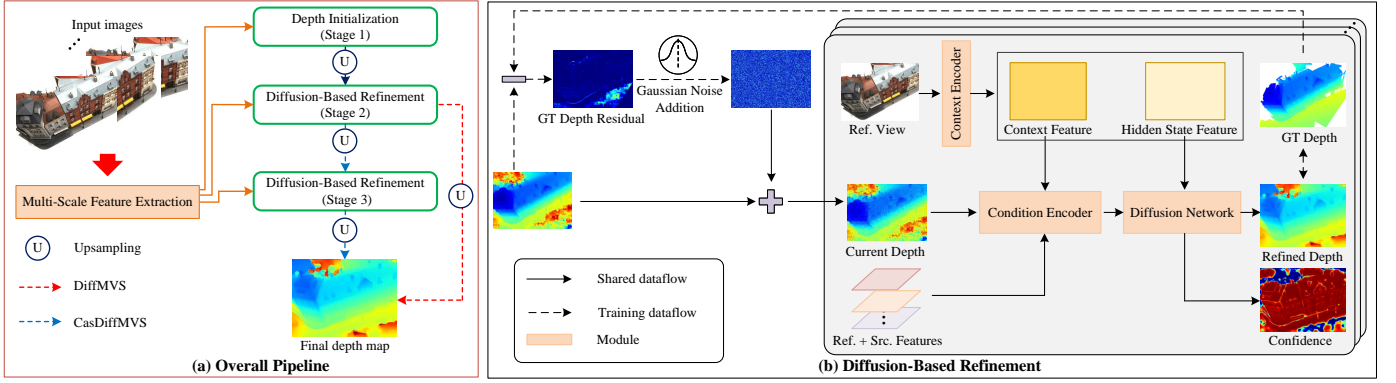 Input images
Depth Initialization
(Stage 1)
U
Diffusion-Based Refinement
(Stage 2)
U
Diffusion-Based Refinement
(Stage 3)
U
U
Multi-Scale Feature Extraction
U Upsampling
DiffMVS
CasDiffMVS
Final depth map
(a) Overall Pipeline
GT Depth Residual
Gaussian Noise
Addition
Ref. View
Context Encoder
Context Feature
Hidden State Feature
GT Depth
Current Depth
Condition Encoder
Diffusion Network
Refined Depth
Ref. + Src. Features
Confidence
Shared dataflow
Training dataflow
Module
(b) Diffusion-Based Refinement